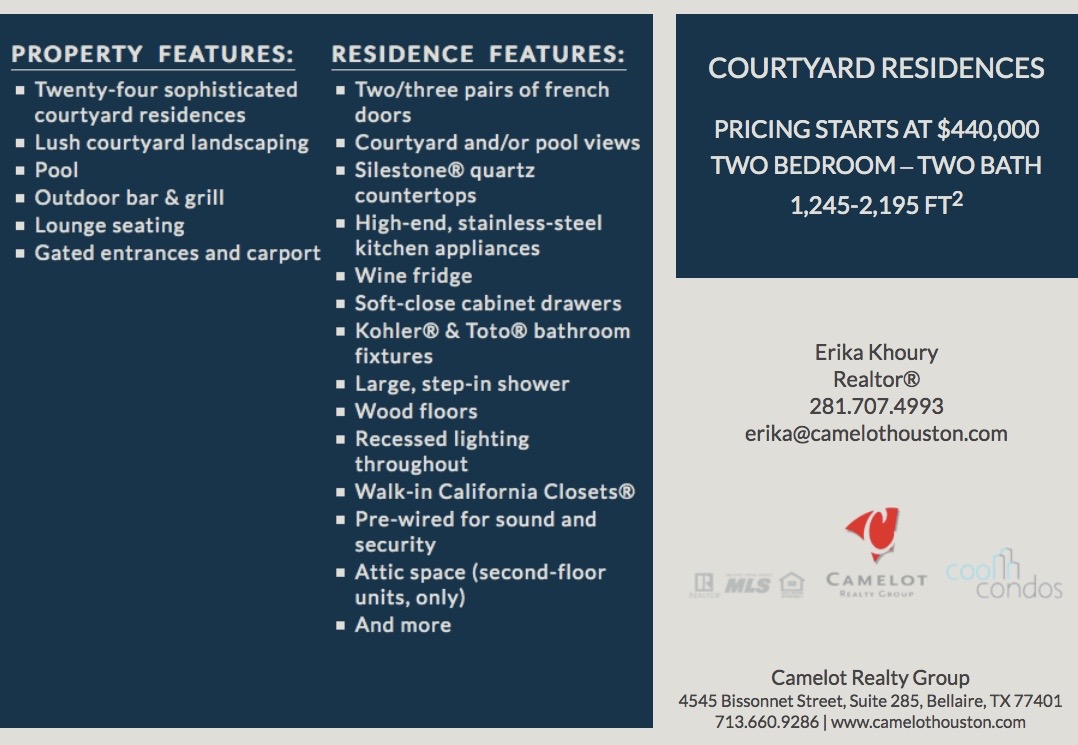 PROPERTY FEATURES:
▪ Twenty-four sophisticated
courtyard residences
▪ Lush courtyard landscaping
▪ Pool
▪ Outdoor bar & grill
▪ Lounge seating
▪ Gated entrances and carport
RESIDENCE FEATURES:
▪ Two/three pairs of french
doors
▪ Courtyard and/or pool views
▪ Silestone® quartz
countertops
▪ High-end, stainless-steel
kitchen appliances
▪ Wine fridge
▪ Soft-close cabinet drawers
▪ Kohler® & Toto® bathroom
fixtures
▪ Large, step-in shower
▪ Wood floors
▪ Recessed lighting
throughout
▪ Walk-in California Closets®
▪ Pre-wired for sound and
security
▪ Attic space (second-floor
units, only)
▪ And more
COURTYARD RESIDENCES
PRICING STARTS AT $440,000
TWO BEDROOM – TWO BATH
1,245-2,195 FT²
Erika Khoury
Realtor®
281.707.4993
erika@camelothouston.com
REALTOR
MLS
CAMELOT
REALTY GROUP
cool
condos
Camelot Realty Group
4545 Bissonnet Street, Suite 285, Bellaire, TX 77401
713.660.9286 | www.camelothouston.com